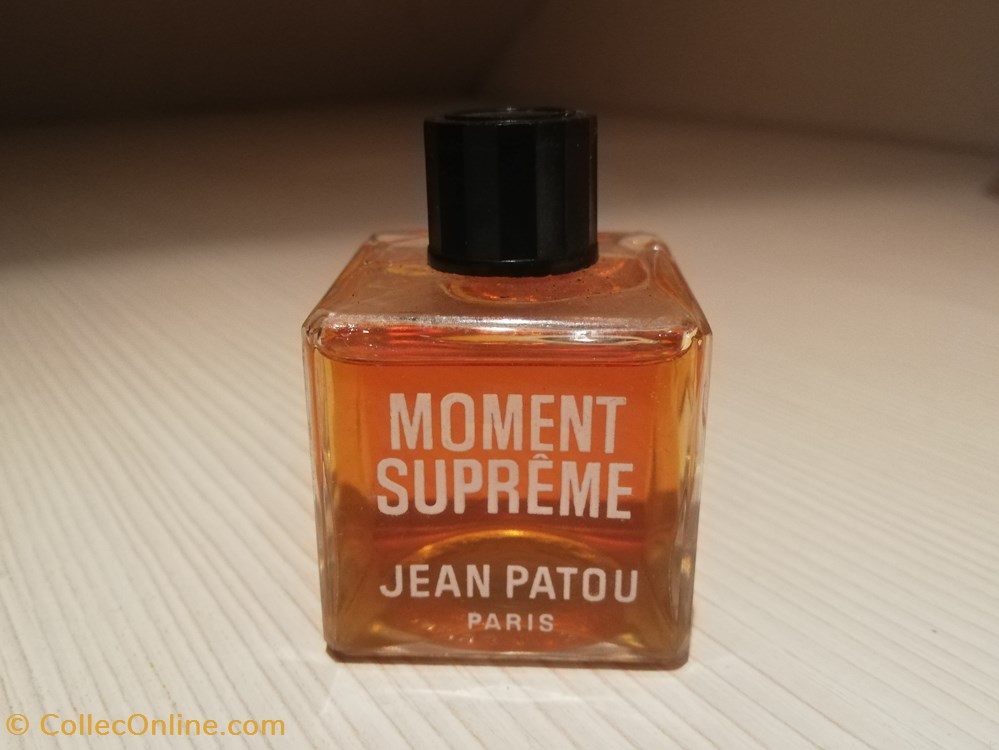 MOMENT
SUPRÊME
JEAN PATOU
PARIS
© CollecOnline.com